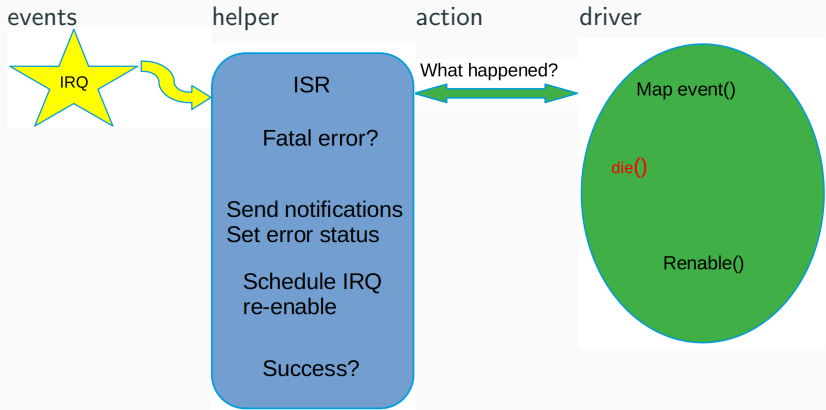 events
helper
action
driver
IRQ
ISR
Fatal error?
Send notifications
Set error status
Schedule IRQ
re-enable
Success?
What happened?
Map event()
die()
Renable()